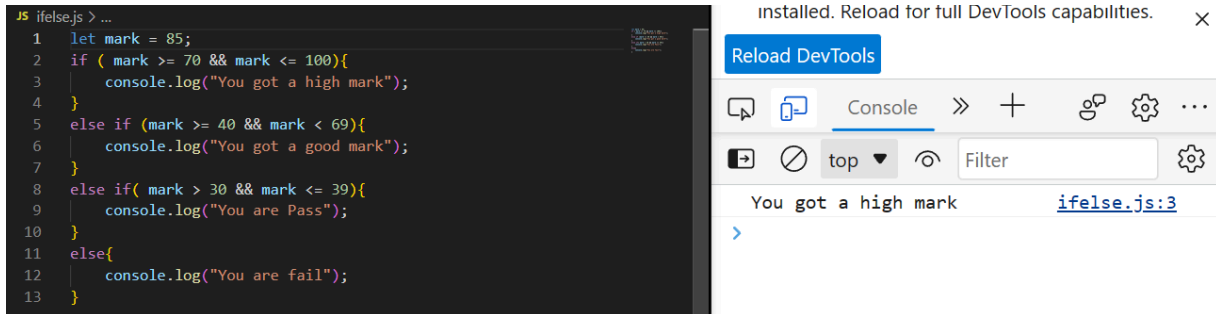 JS ifelse.js > ...
1 let mark = 85;
2 if ( mark >= 70 && mark <= 100){
3 console.log("You got a high mark");
4 }
5 else if (mark >= 40 && mark < 69){
6 console.log("You got a good mark");
7 }
8 else if( mark > 30 && mark <= 39){
9 console.log("You are Pass");
10 }
11 else{
12 console.log("You are fail");
13 }
installed. Reload for full DevTools capabilities.
Reload DevTools
Console
top Filter
You got a high mark ifelse.js:3